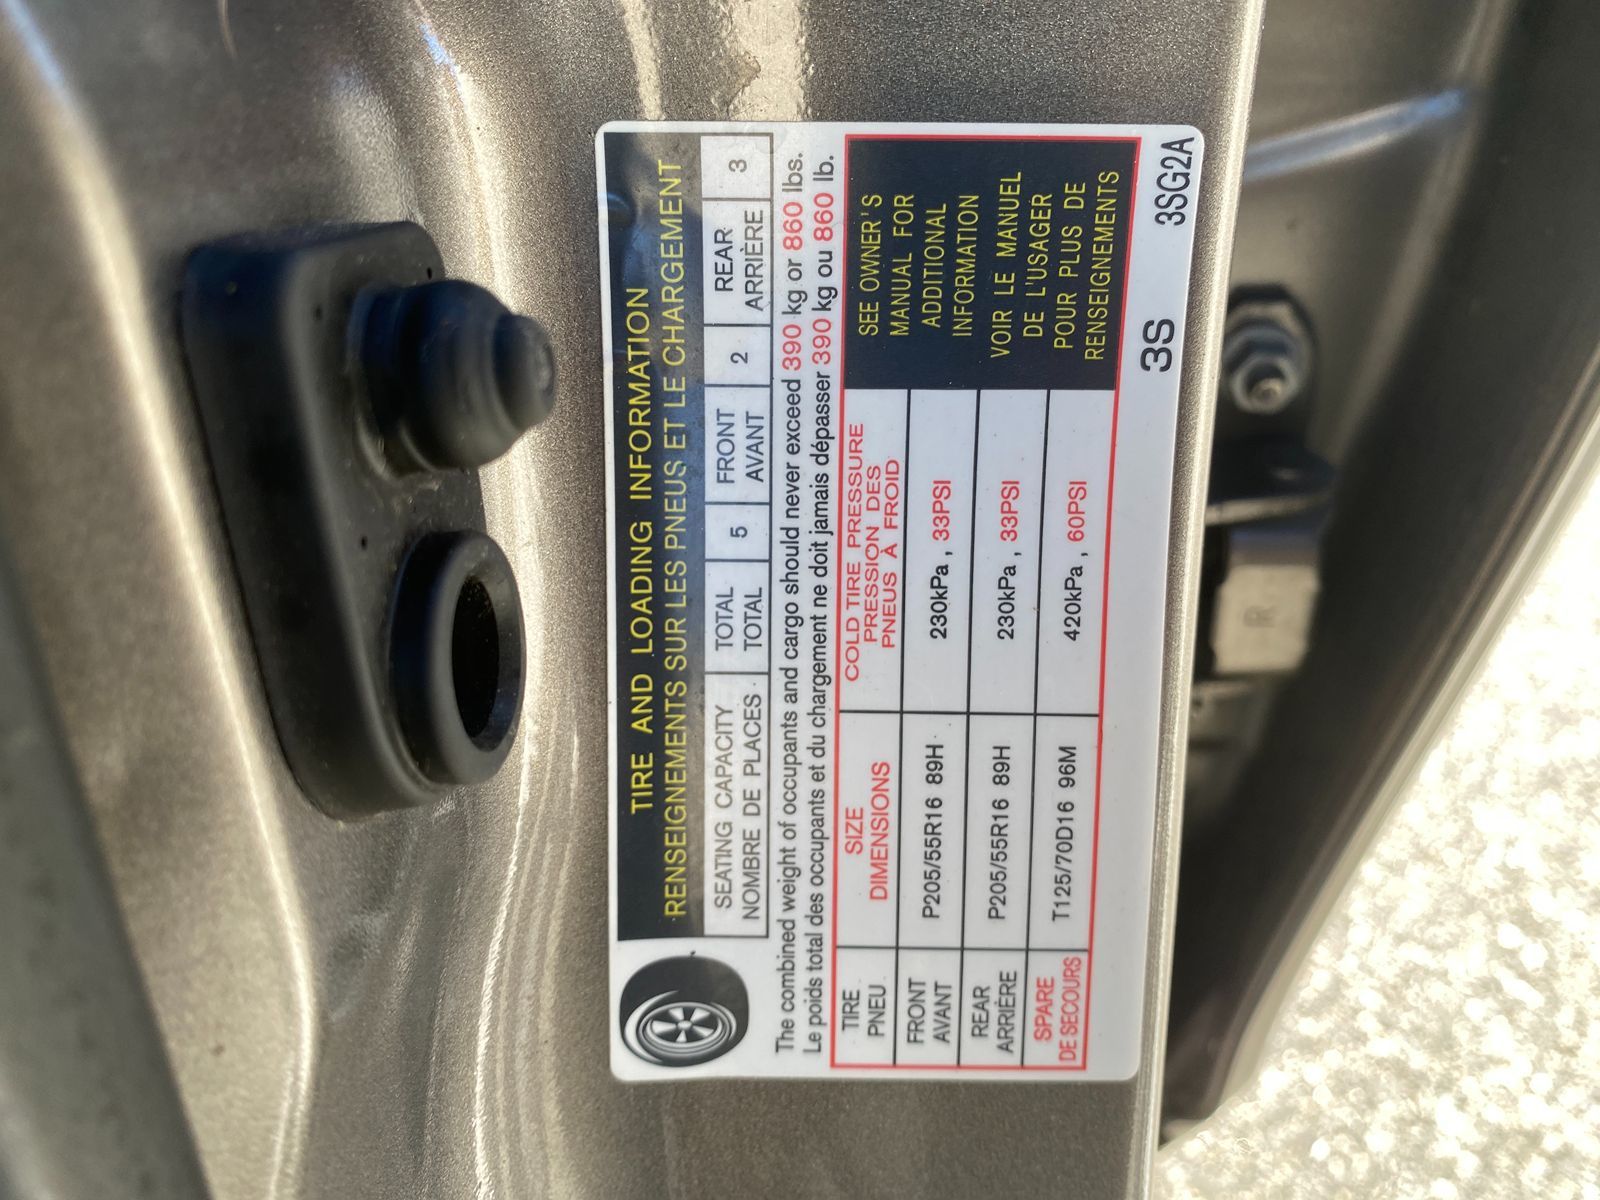 TIRE AND LOADING INFORMATION
RENSEIGNEMENTS SUR LES PNEUS ET LE CHARGEMENT
SEATING CAPACITY TOTAL 5 FRONT 2 REAR 3
NOMBRE DE PLACES TOTAL AVANT ARRIÈRE
The combined weight of occupants and cargo should never exceed 390 kg or 860 lbs.
Le poids total des occupants et du chargement ne doit jamais dépasser 390 kg ou 860 lb.
TIRE
PNEU
SIZE
DIMENSIONS
COLD TIRE PRESSURE
PRESSION DES
PNEUS À FROID
FRONT
AVANT
P205/55R16 89H
230kPa, 33PSI
REAR
ARRIÈRE
P205/55R16 89H
230kPa, 33PSI
SPARE
DE SECOURS
T125/70D16 96M
420kPa, 60PSI
SEE OWNER'S
MANUAL FOR
ADDITIONAL
INFORMATION
VOIR LE MANUEL
DE L'USAGER
POUR PLUS DE
RENSEIGNEMENTS
3S 3SG2A
R